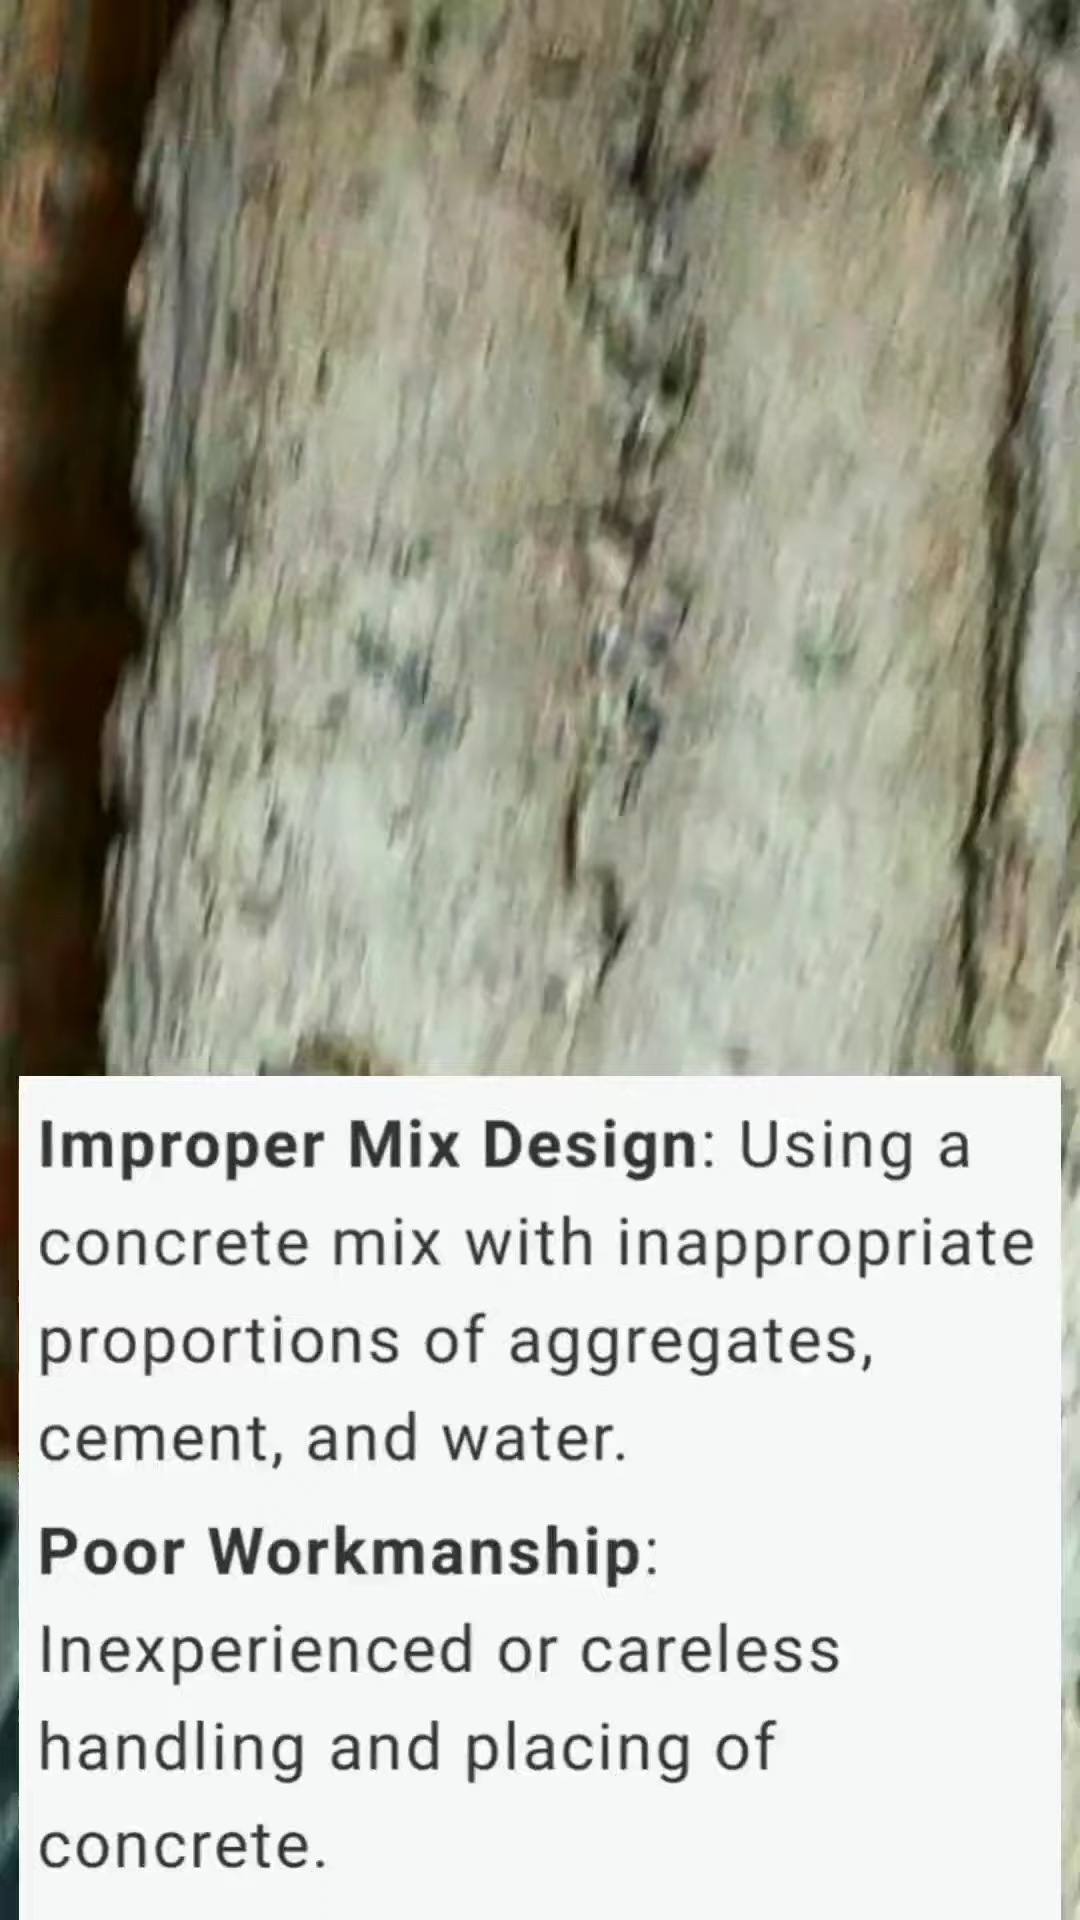 Improper Mix Design: Using a
concrete mix with inappropriate
proportions of aggregates,
cement, and water.
Poor Workmanship:
Inexperienced or careless
handling and placing of
concrete.